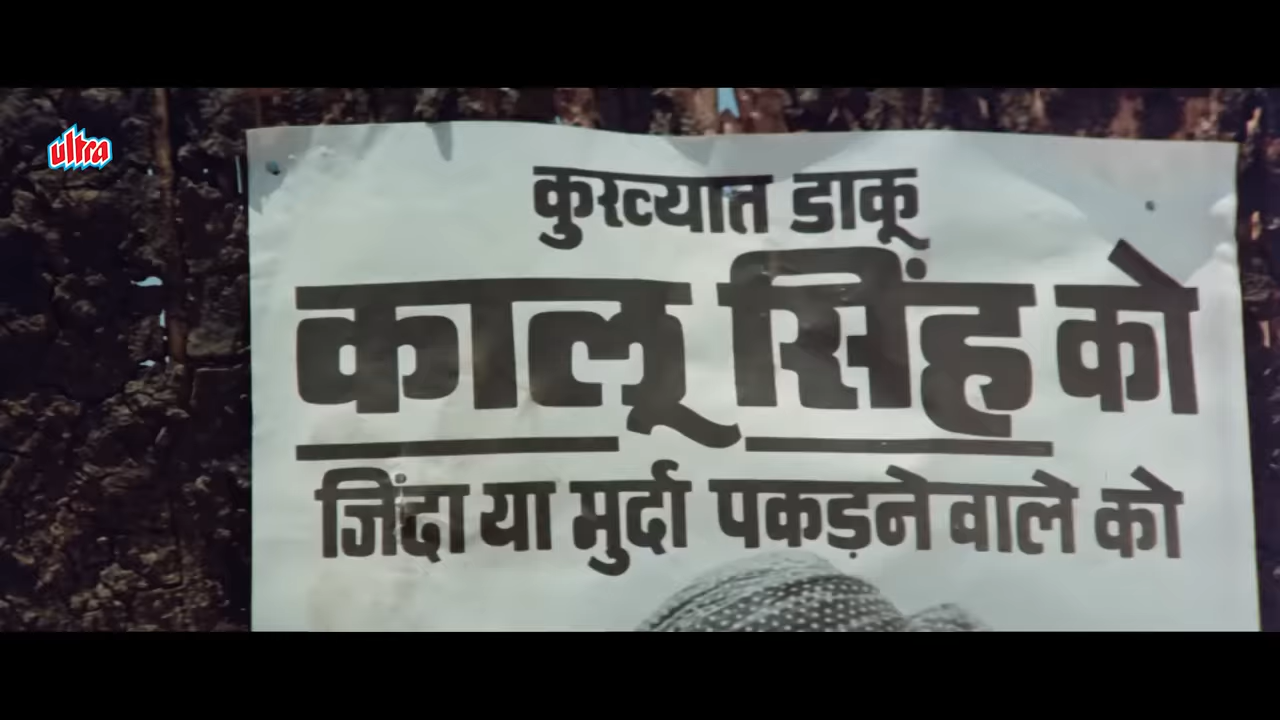 ultra
कुख्यात डाकू
कालू सिंह को
जिंदा या मुर्दा पकड़ने वाले को